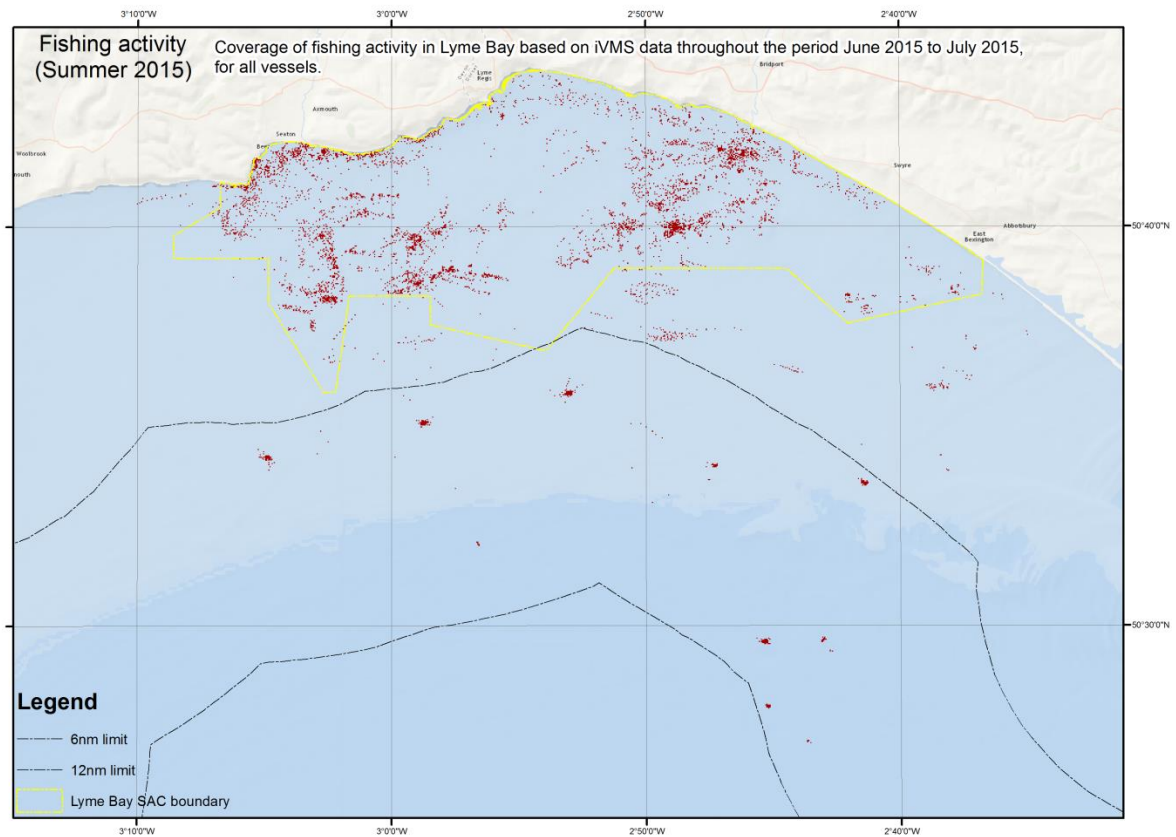 3°10'0"W
3°0'0"W
2°50'0"W
2°40'0"W
Fishing activity
(Summer 2015)
Coverage of fishing activity in Lyme Bay based on iVMS data throughout the period June 2015 to July 2015,
for all vessels.
Lyme
Regis
Bridport
Axmouth
Seaton
Woolbrook
Swyre
Abbotsbury
East
Bexington
50°40'0"N
50°30'0"N
Legend
6nm limit
12nm limit
Lyme Bay SAC boundary
3°10'0"W
3°0'0"W
2°50'0"W
2°40'0"W